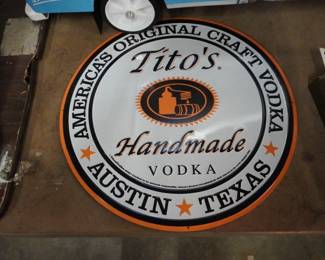 AMERICA'S ORIGINAL CRAFT VODKA
Tito's
Handmade
VODKA
AUSTIN ★ TEXAS